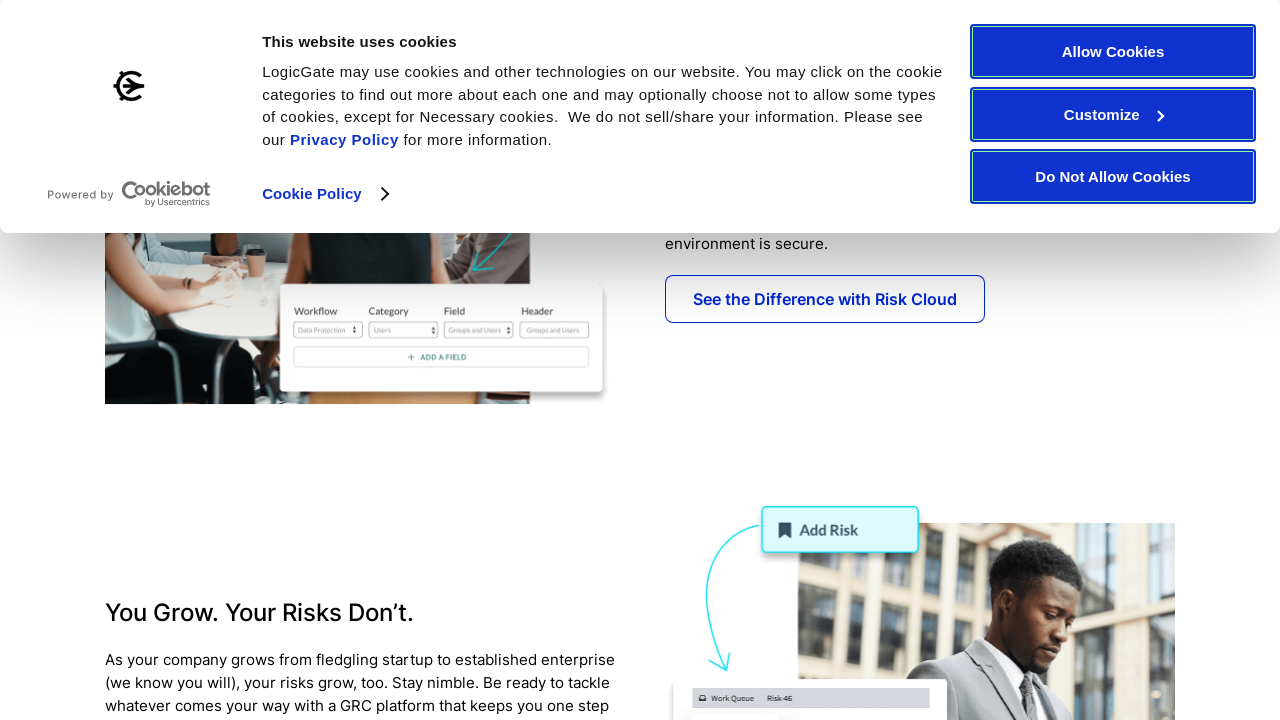 This website uses cookies
LogicGate may use cookies and other technologies on our website. You may click on the cookie
categories to find out more about each one and may optionally choose not to allow some types
of cookies, except for Necessary cookies.  We do not sell/share your information. Please see
our Privacy Policy for more information.
Cookie Policy
Powered by Cookiebot
by Usercentrics
Allow Cookies
Customize
Do Not Allow Cookies
environment is secure.
See the Difference with Risk Cloud
Workflow Category Field Header
Data Protection Users Groups and Users Groups and Users
+ ADD A FIELD
You Grow. Your Risks Don’t.
As your company grows from fledgling startup to established enterprise
(we know you will), your risks grow, too. Stay nimble. Be ready to tackle
whatever comes your way with a GRC platform that keeps you one step
Add Risk
Work Queue Risk-46